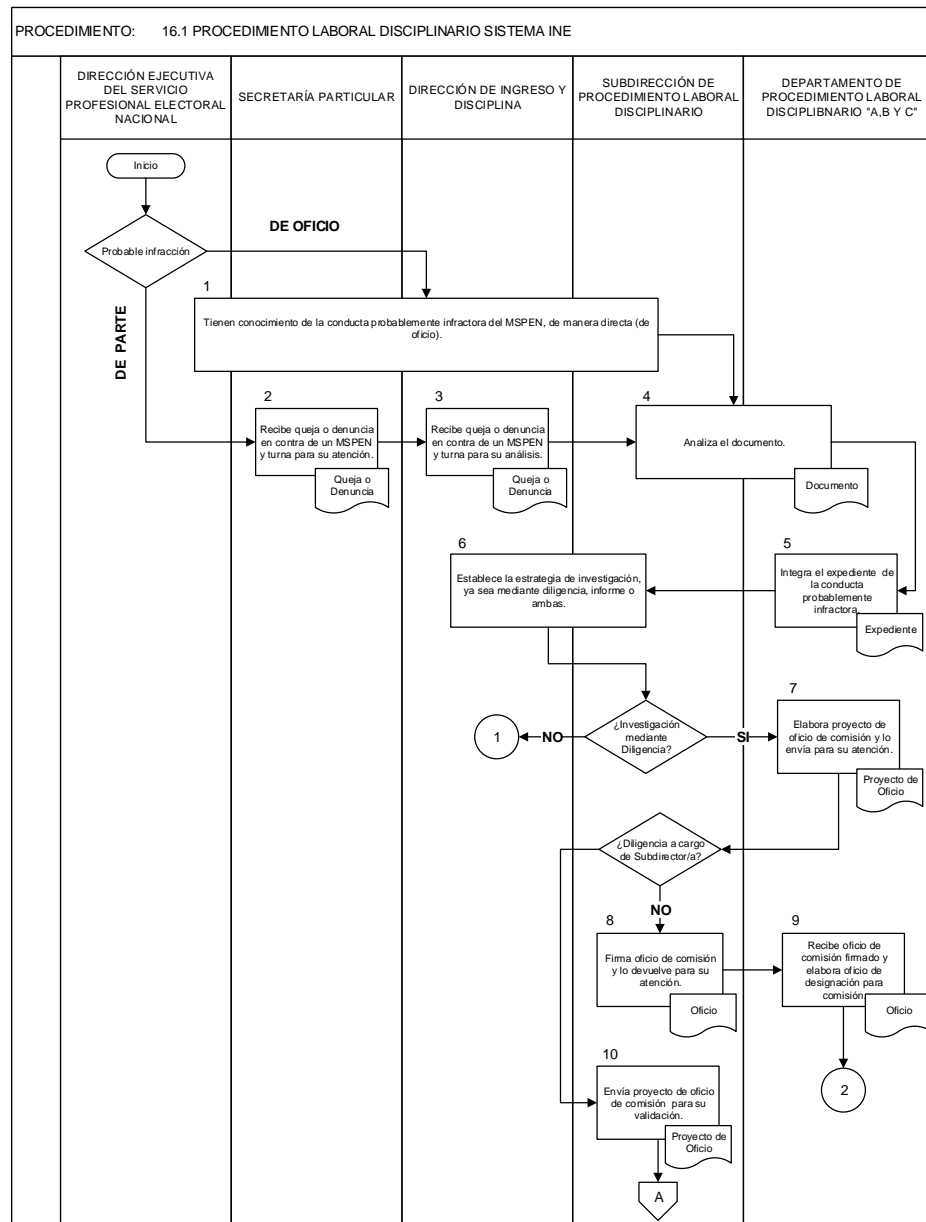 PROCEDIMIENTO: 16.1 PROCEDIMIENTO LABORAL DISCIPLINARIO SISTEMA INE
DIRECCIÓN EJECUTIVA
DEL SERVICIO
PROFESIONAL ELECTORAL
NACIONAL
SECRETARÍA PARTICULAR
DIRECCIÓN DE INGRESO Y
DISCIPLINA
SUBDIRECCIÓN DE
PROCEDIMIENTO LABORAL
DISCIPLINARIO
DEPARTAMENTO DE
PROCEDIMIENTO LABORAL
DISCIPLIBNARIO "A,B Y C"
Inicio
Probable infracción
DE OFICIO
DE PARTE
1
Tienen conocimiento de la conducta probablemente infractora del MSPEN, de manera directa (de
oficio).
2
Recibe queja o denuncia
en contra de un MSPEN
y turna para su atención.
Queja o
Denuncia
3
Recibe queja o denuncia
en contra de un MSPEN
y turna para su análisis.
Queja o
Denuncia
4
Analiza el documento.
Documento
5
Integra el expediente de
la conducta
probablemente
infractora.
Expediente
6
Establece la estrategia de investigación,
ya sea mediante diligencia, informe o
ambas.
¿Investigación
mediante
Diligencia?
NO
1
SI
7
Elabora proyecto de
oficio de comisión y lo
envía para su atención.
Proyecto de
Oficio
¿Diligencia a cargo
de Subdirector/a?
NO
8
Firma oficio de comisión
y lo devuelve para su
atención.
Oficio
9
Recibe oficio de
comisión firmado y
elabora oficio de
designación para
comisión.
Oficio
2
10
Envía proyecto de oficio
de comisión para su
validación.
Proyecto de
Oficio
A